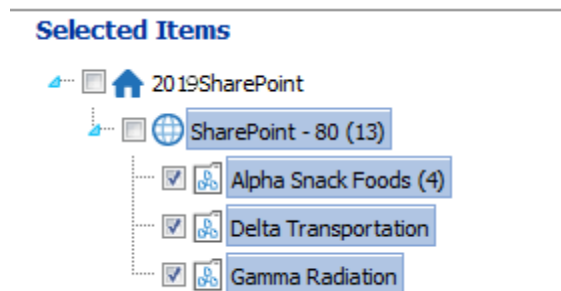 Selected Items
2019SharePoint
SharePoint - 80 (13)
Alpha Snack Foods (4)
Delta Transportation
Gamma Radiation